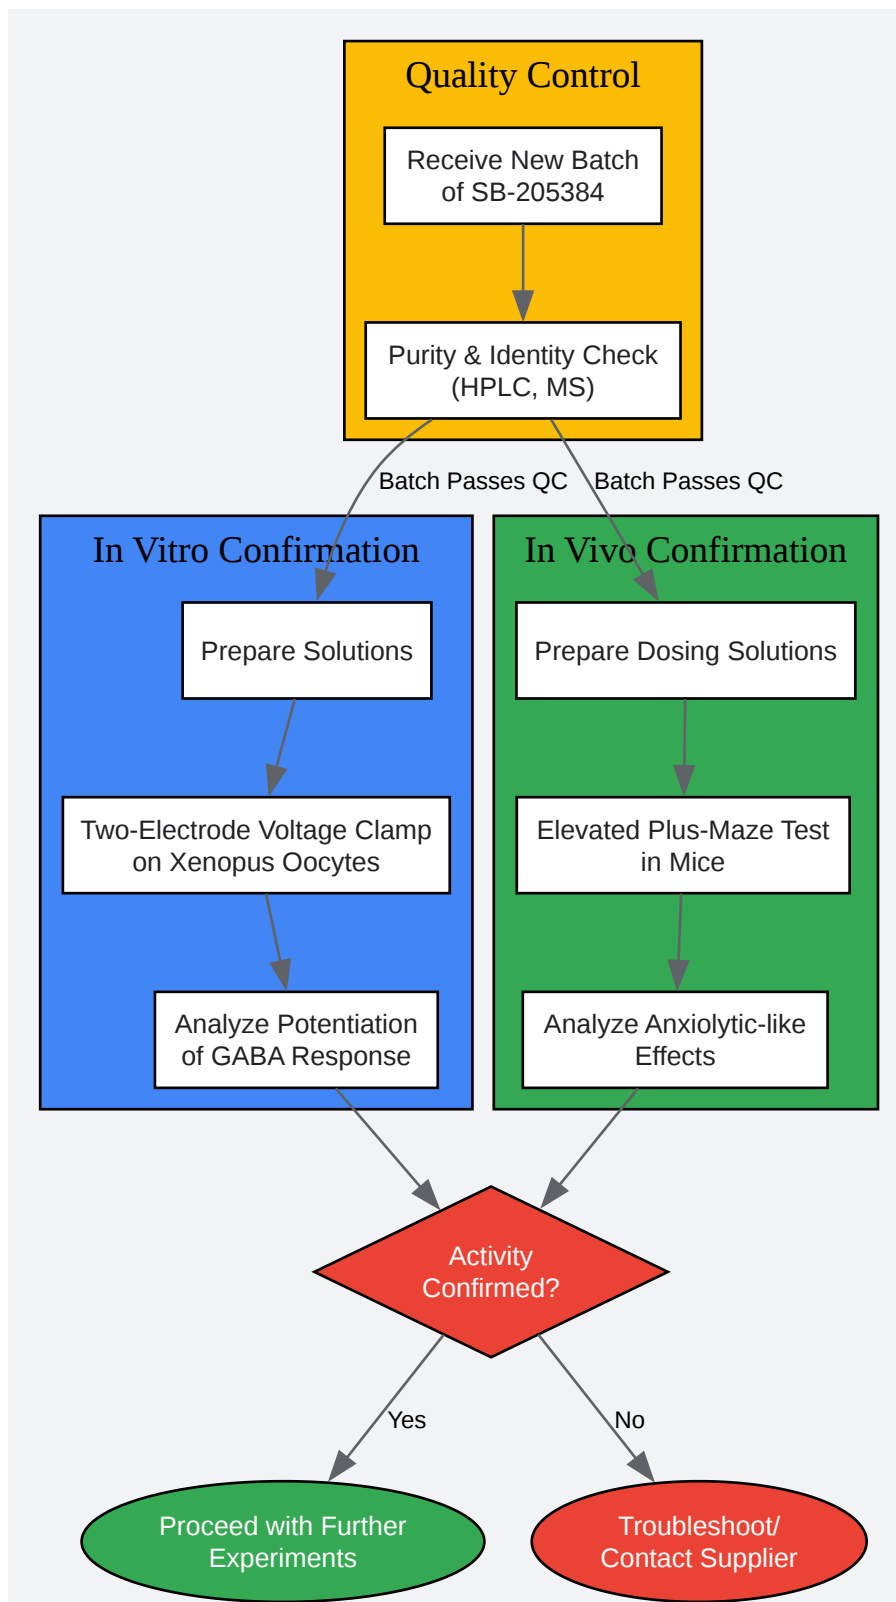 Quality Control
Receive New Batch
of SB-205384
Purity & Identity Check
(HPLC, MS)
Batch Passes QC
Batch Passes QC
In Vitro Confirmation
In Vivo Confirmation
Prepare Solutions
Prepare Dosing Solutions
Two-Electrode Voltage Clamp
on Xenopus Oocytes
Elevated Plus-Maze Test
in Mice
Analyze Potentiation
of GABA Response
Analyze Anxiolytic-like
Effects
Activity
Confirmed?
Yes
No
Proceed with Further
Experiments
Troubleshoot/
Contact Supplier